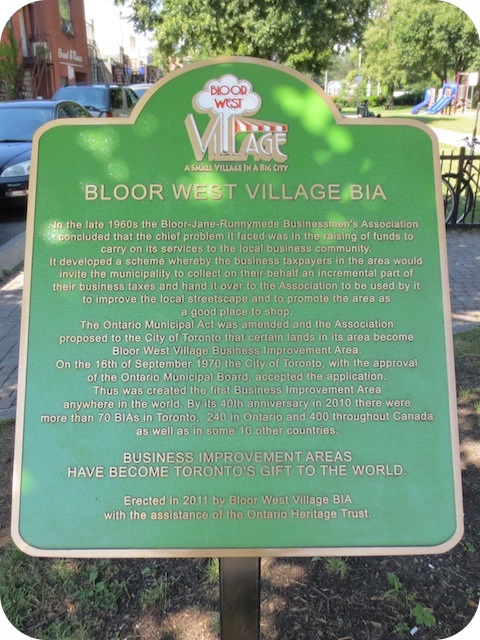 BLOOR
WEST
VILLAGE
A SMALL VILLAGE IN A BIG CITY
BLOOR WEST VILLAGE BIA
In the late 1960s the Bloor-Jane-Runnymede Businessmen's Association
concluded that the chief problem it faced was in the raising of funds to
carry on its services to the local business community.
It developed a scheme whereby the business taxpayers in the area would
invite the municipality to collect on their behalf an incremental part of
their business taxes and hand it over to the Association to be used by it
to improve the local streetscape and to promote the area as
a good place to shop.
The Ontario Municipal Act was amended and the Association
proposed to the City of Toronto that certain lands in its area become
Bloor West Village Business Improvement Area.
On the 16th of September 1970 the City of Toronto, with the approval
of the Ontario Municipal Board, accepted the application.
Thus was created the first Business Improvement Area
anywhere in the world. By its 40th anniversary in 2010 there were
more than 70 BIAs in Toronto, 240 in Ontario and 400 throughout Canada
as well as in some 10 other countries.
BUSINESS IMPROVEMENT AREAS
HAVE BECOME TORONTO'S GIFT TO THE WORLD.
Erected in 2011 by Bloor West Village BIA
with the assistance of the Ontario Heritage Trust.